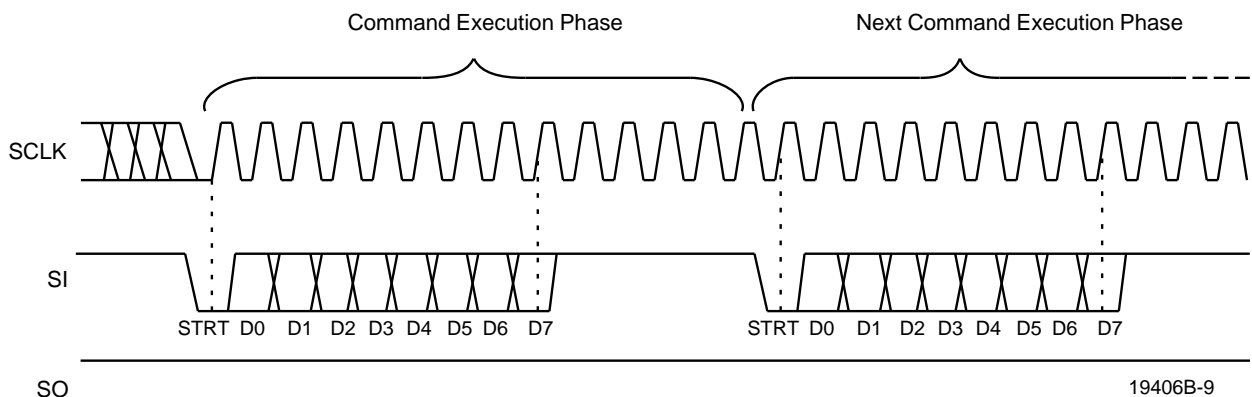 Command Execution Phase Next Command Execution Phase
SCLK
SI
STRT D0 D1 D2 D3 D4 D5 D6 D7 STRT D0 D1 D2 D3 D4 D5 D6 D7
SO
19406B-9